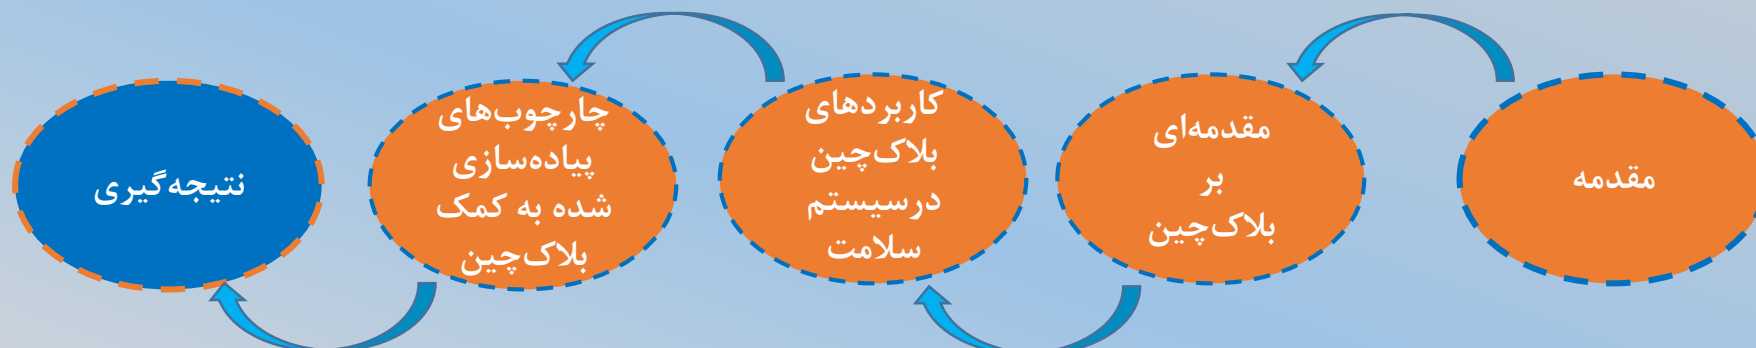 مقدمه
مقدمه‌ای
بر
بلاک‌چین
کاربردهای
بلاک‌چین
درسیستم
سلامت
چارچوب‌های
پیاده‌سازی
شده به کمک
بلاک‌چین
نتیجه‌گیری